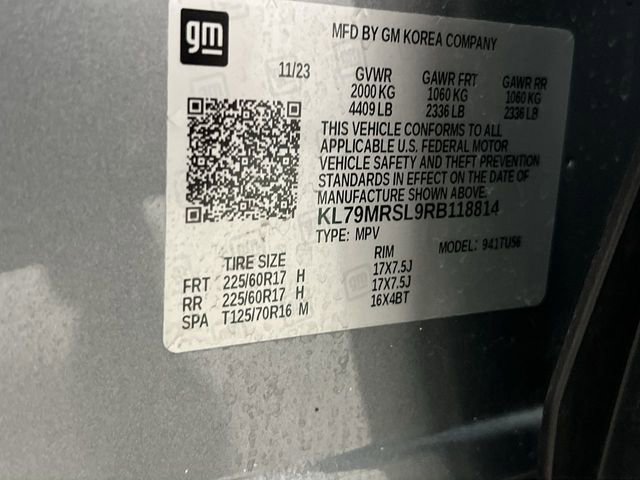 gm
MFD BY GM KOREA COMPANY
11/23
GVWR GAWR FRT GAWR RR
2000 KG 1060 KG 1060 KG
4409 LB 2336 LB 2336 LB
THIS VEHICLE CONFORMS TO ALL
APPLICABLE U.S. FEDERAL MOTOR
VEHICLE SAFETY AND THEFT PREVENTION
STANDARDS IN EFFECT ON THE DATE OF
MANUFACTURE SHOWN ABOVE.
KL79MRSL9RB118814
TYPE: MPV MODEL: 941TU56
TIRE SIZE RIM
FRT 225/60R17 H 17X7.5J
RR 225/60R17 H 17X7.5J
SPA T125/70R16 M 16X4BT